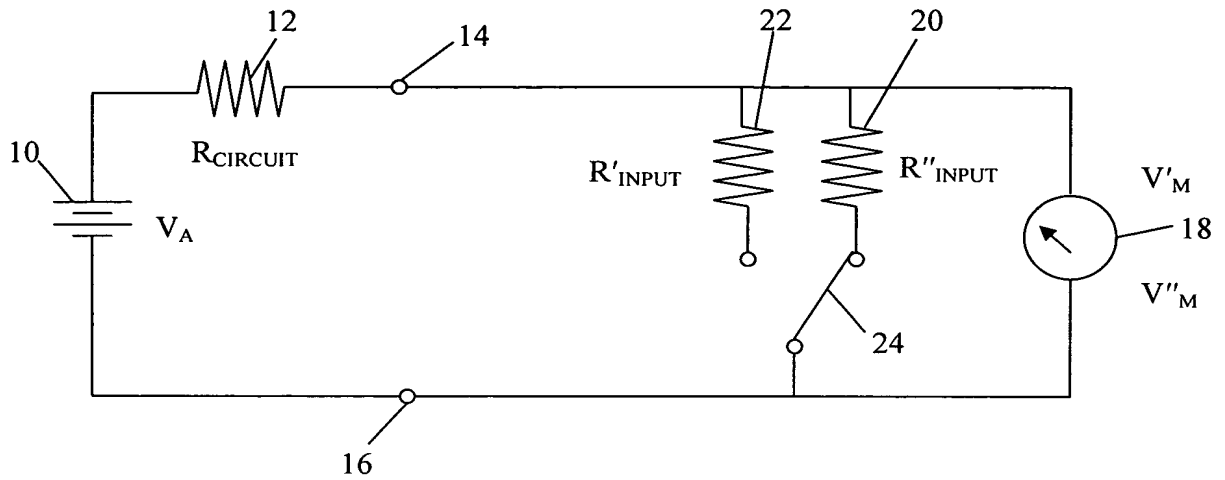 12
14
22
20
10
R_CIRCUIT
R'_INPUT
R''_INPUT
V'_M
18
V_A
V''_M
24
16